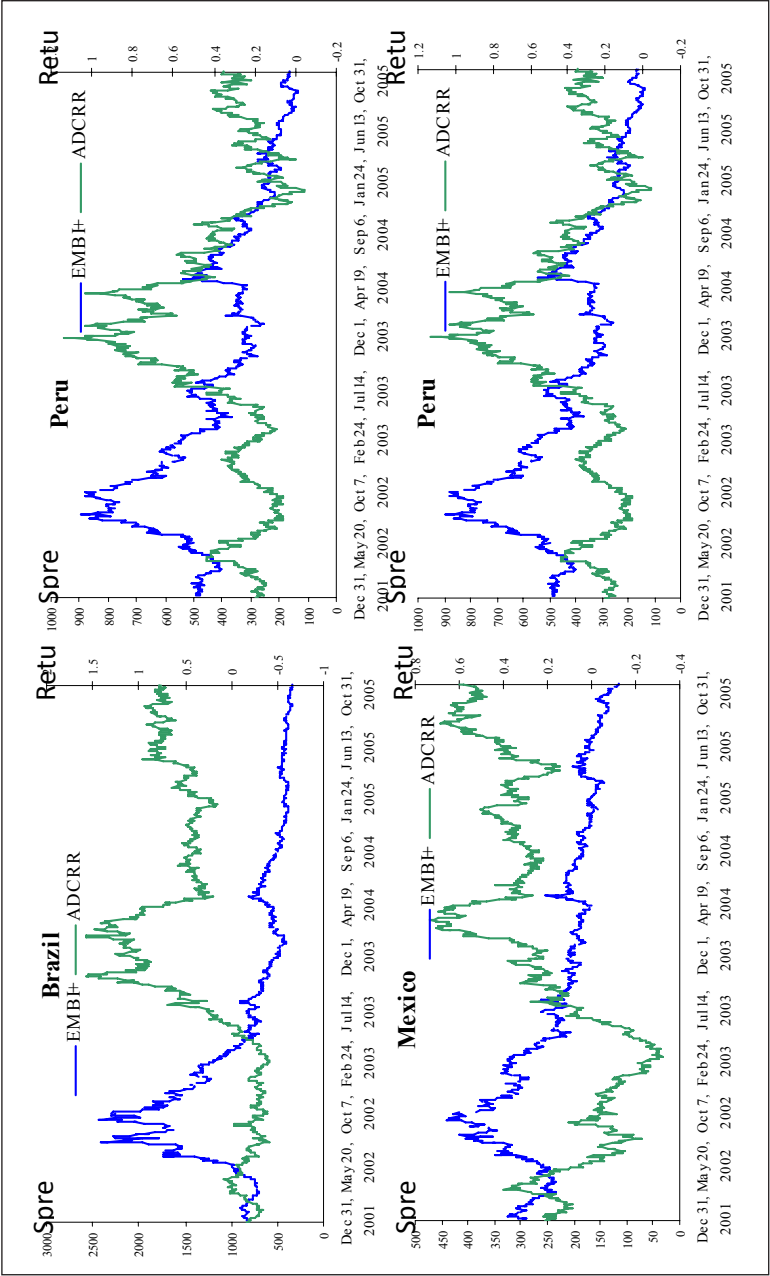 Spre
Brazil
Retu
EMBI+
ADCRR
3000
2500
2000
1500
1000
500
0
1.5
1
0.5
0
-0.5
-1
Dec 31, May 20, Oct 7, Feb 24, Jul 14, Dec 1, Apr 19, Sep 6, Jan 24, Jun 13, Oct 31,
2001 2002 2002 2003 2003 2003 2004 2004 2005 2005 2005
Spre
Peru
Retu
EMBI+
ADCRR
1000
900
800
700
600
500
400
300
200
100
0
1
0.8
0.6
0.4
0.2
0
-0.2
Dec 31, May 20, Oct 7, Feb 24, Jul 14, Dec 1, Apr 19, Sep 6, Jan 24, Jun 13, Oct 31,
2001 2002 2002 2003 2003 2003 2004 2004 2005 2005 2005
Spre
Mexico
Retu
EMBI+
ADCRR
500
450
400
350
300
250
200
150
100
50
0
0.8
0.6
0.4
0.2
0
-0.2
-0.4
Dec 31, May 20, Oct 7, Feb 24, Jul 14, Dec 1, Apr 19, Sep 6, Jan 24, Jun 13, Oct 31,
2001 2002 2002 2003 2003 2003 2004 2004 2005 2005 2005
Spre
Peru
Retu
EMBI+
ADCRR
1000
900
800
700
600
500
400
300
200
100
0
1.2
1
0.8
0.6
0.4
0.2
0
-0.2
Dec 31, May 20, Oct 7, Feb 24, Jul 14, Dec 1, Apr 19, Sep 6, Jan 24, Jun 13, Oct 31,
2001 2002 2002 2003 2003 2003 2004 2004 2005 2005 2005